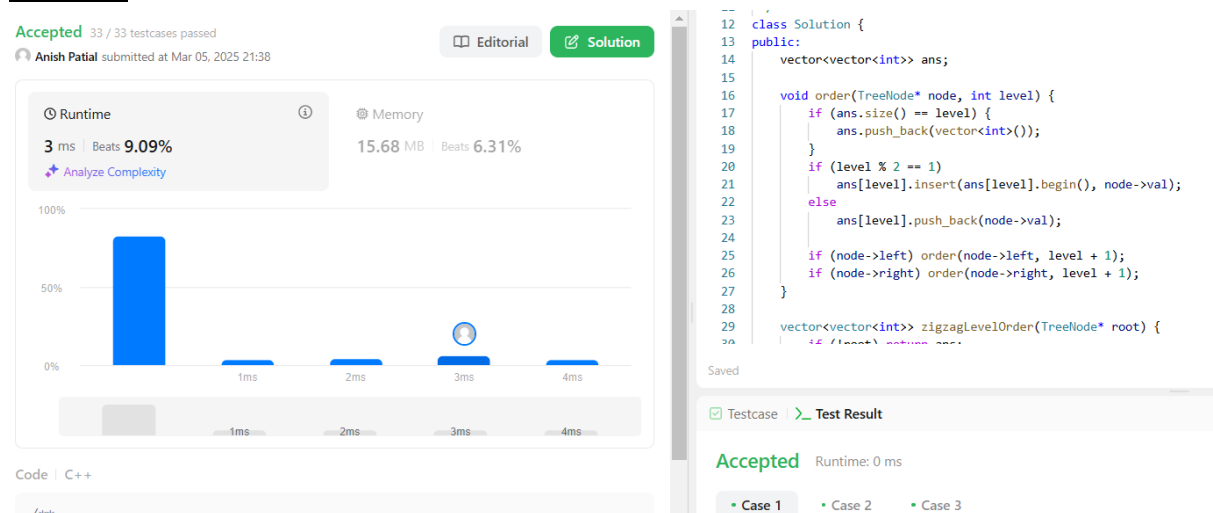 Accepted 33 / 33 testcases passed
Anish Patial submitted at Mar 05, 2025 21:38
Editorial
Solution
Runtime
3 ms | Beats 9.09%
Analyze Complexity
Memory
15.68 MB | Beats 6.31%
100%
50%
0%
1ms 2ms 3ms 4ms
1ms 2ms 3ms 4ms
Code | C++
12 class Solution {
13 public:
14     vector<vector<int>> ans;
15
16     void order(TreeNode* node, int level) {
17         if (ans.size() == level) {
18             ans.push_back(vector<int>());
19         }
20         if (level % 2 == 1)
21             ans[level].insert(ans[level].begin(), node->val);
22         else
23             ans[level].push_back(node->val);
24
25         if (node->left) order(node->left, level + 1);
26         if (node->right) order(node->right, level + 1);
27     }
28
29     vector<vector<int>> zigzagLevelOrder(TreeNode* root) {
30         if (!root) return ans;
Saved
Testcase | Test Result
Accepted Runtime: 0 ms
• Case 1 • Case 2 • Case 3